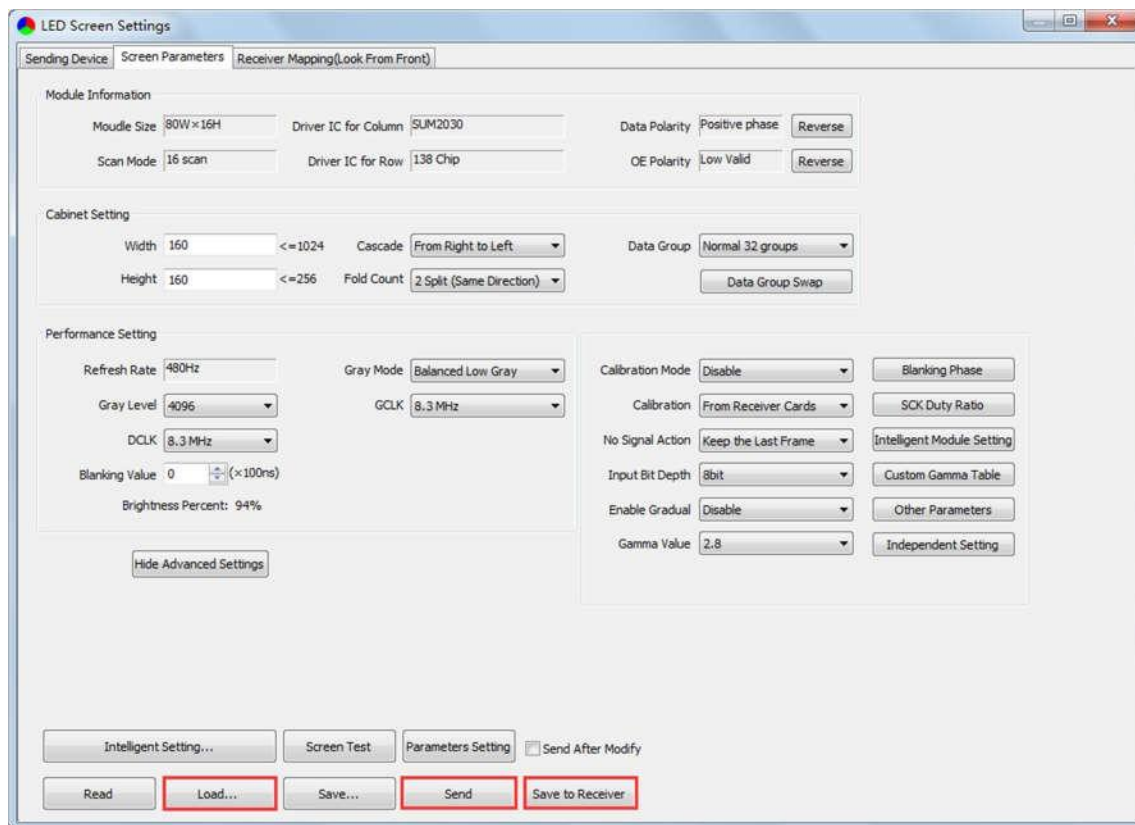 LED Screen Settings
Sending Device Screen Parameters Receiver Mapping(Look From Front)
Module Information
Moudle Size 80W×16H Driver IC for Column SUM2030 Data Polarity Positive phase Reverse
Scan Mode 16 scan Driver IC for Row 138 Chip OE Polarity Low Valid Reverse
Cabinet Setting
Width 160 <=1024 Cascade From Right to Left Data Group Normal 32 groups
Height 160 <=256 Fold Count 2 Split (Same Direction) Data Group Swap
Performance Setting
Refresh Rate 480Hz Gray Mode Balanced Low Gray Calibration Mode Disable Blanking Phase
Gray Level 4096 GCLK 8.3 MHz Calibration From Receiver Cards SCK Duty Ratio
DCLK 8.3 MHz No Signal Action Keep the Last Frame Intelligent Module Setting
Blanking Value 0 (×100ns) Input Bit Depth 8bit Custom Gamma Table
Brightness Percent: 94% Enable Gradual Disable Other Parameters
Gamma Value 2.8 Independent Setting
Hide Advanced Settings
Intelligent Setting... Screen Test Parameters Setting Send After Modify
Read Load... Save... Send Save to Receiver